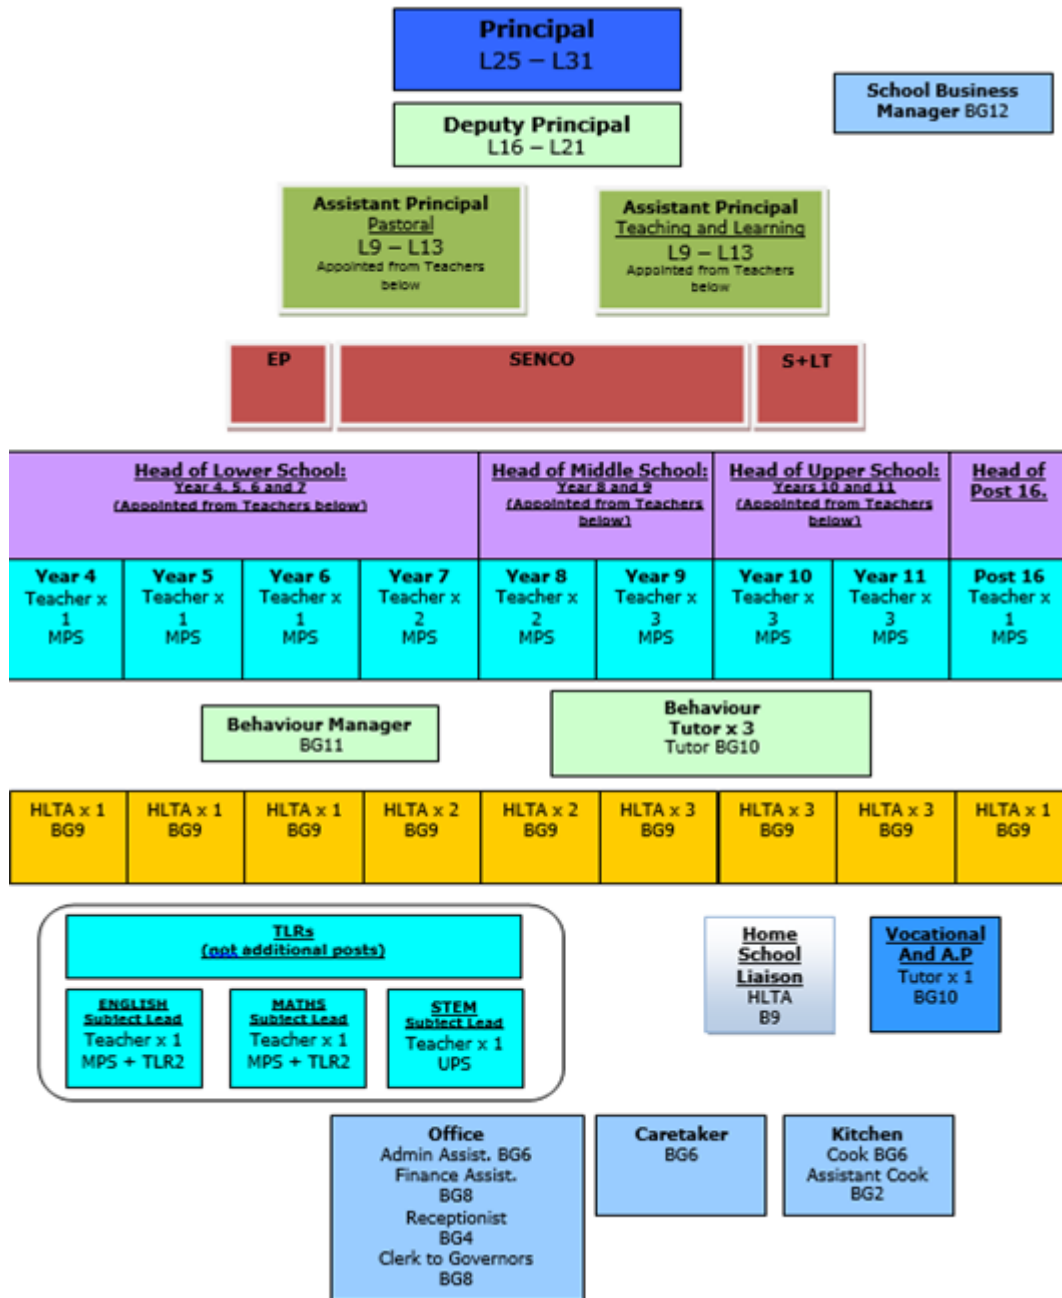 Principal
L25 – L31
School Business
Manager BG12
Deputy Principal
L16 – L21
Assistant Principal
Pastoral
L9 – L13
Appointed from Teachers
below
Assistant Principal
Teaching and Learning
L9 – L13
Appointed from Teachers
below
EP
SENCO
S+LT
Head of Lower School:
Year 4, 5, 6 and 7
(Appointed from Teachers below)
Head of Middle School:
Year 8 and 9
(Appointed from Teachers
below)
Head of Upper School:
Years 10 and 11
(Appointed from Teachers
below)
Head of
Post 16.
Year 4
Teacher x
1
MPS
Year 5
Teacher x
1
MPS
Year 6
Teacher x
1
MPS
Year 7
Teacher x
2
MPS
Year 8
Teacher x
2
MPS
Year 9
Teacher x
3
MPS
Year 10
Teacher x
3
MPS
Year 11
Teacher x
3
MPS
Post 16
Teacher x
1
MPS
Behaviour Manager
BG11
Behaviour
Tutor x 3
Tutor BG10
HLTA x 1
BG9
HLTA x 1
BG9
HLTA x 1
BG9
HLTA x 2
BG9
HLTA x 2
BG9
HLTA x 3
BG9
HLTA x 3
BG9
HLTA x 3
BG9
HLTA x 1
BG9
TLRs
(not additional posts)
ENGLISH
Subject Lead
Teacher x 1
MPS + TLR2
MATHS
Subject Lead
Teacher x 1
MPS + TLR2
STEM
Subject Lead
Teacher x 1
UPS
Home
School
Liaison
HLTA
B9
Vocational
And A.P
Tutor x 1
BG10
Office
Admin Assist. BG6
Finance Assist.
BG8
Receptionist
BG4
Clerk to Governors
BG8
Caretaker
BG6
Kitchen
Cook BG6
Assistant Cook
BG2